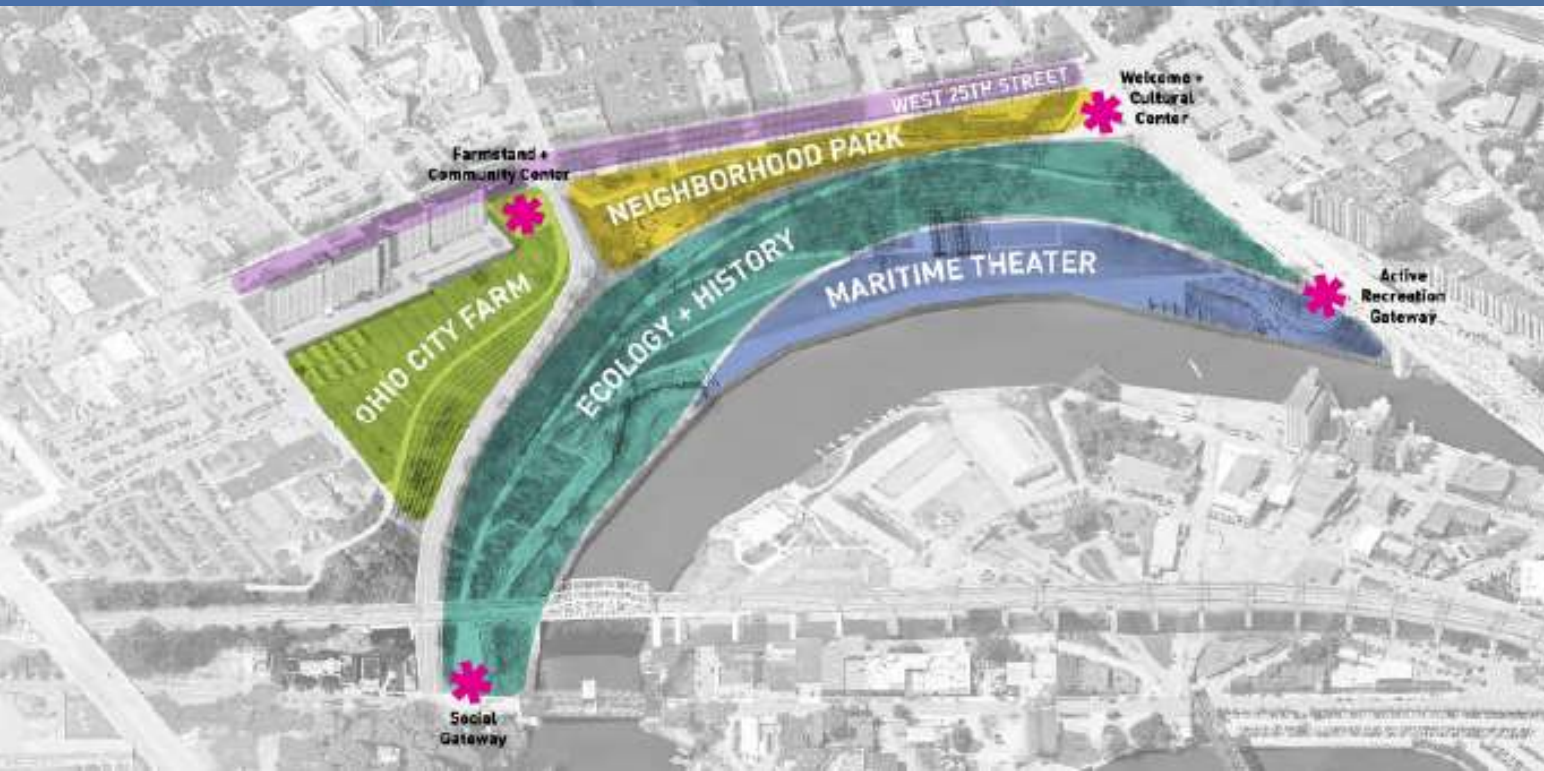 WEST 25TH STREET
Welcome +
Cultural
Center
NEIGHBORHOOD PARK
Farmstand +
Community Center
OHIO CITY FARM
ECOLOGY + HISTORY
MARITIME THEATER
Active
Recreation
Gateway
Social
Gateway